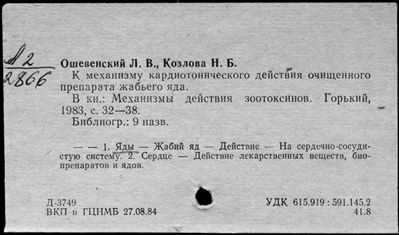 А2
2866
Ошевенский Л. В., Козлова Н. Б.
К механизму кардиотонического действия очищенного
препарата жабьего яда.
В кн.: Механизмы действия зоотоксинов. Горький,
1983, с. 32—38.
Библиогр.: 9 назв.
— — 1. Яды — Жабий яд — Действие — На сердечно-сосуди-
стую систему. 2. Сердце — Действие лекарственных веществ, био-
препаратов и ядов.
Д-3749 УДК 615.919 : 591.145.2
ВКП в ГЦНМБ 27.08.84 41.8